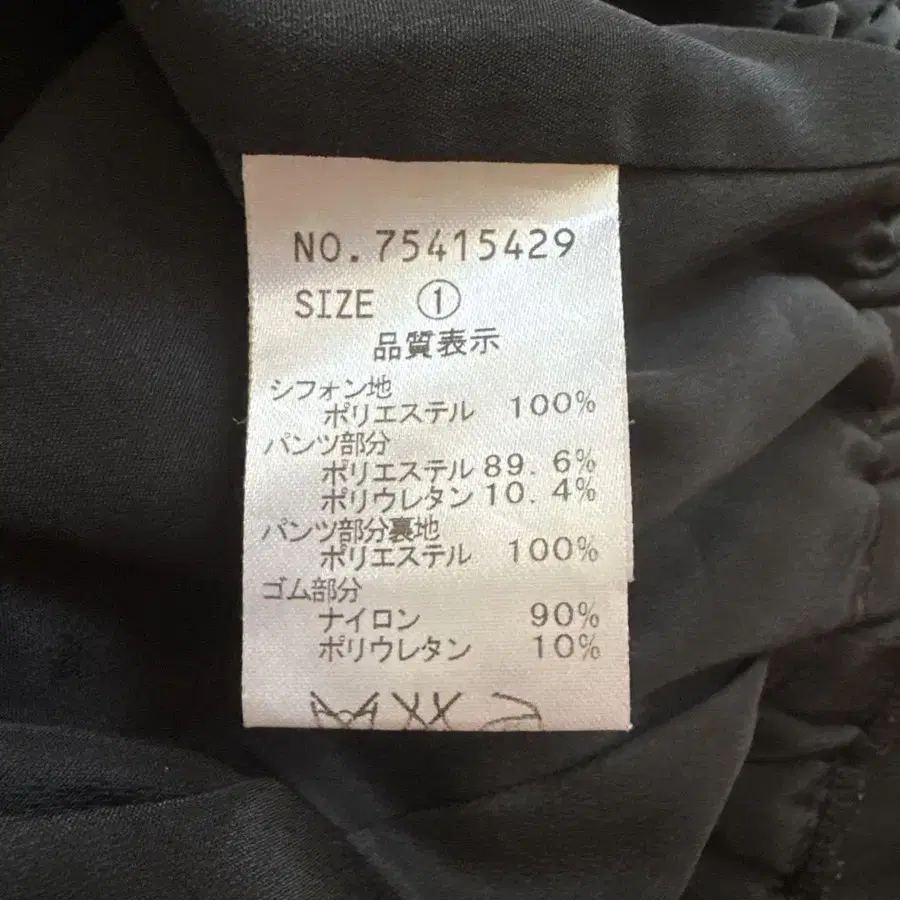 NO.75415429
SIZE ①
品質表示
シフォン地
ポリエステル 100%
パンツ部分
ポリエステル 89.6%
ポリウレタン 10.4%
パンツ部分裏地
ポリエステル 100%
ゴム部分
ナイロン 90%
ポリウレタン 10%